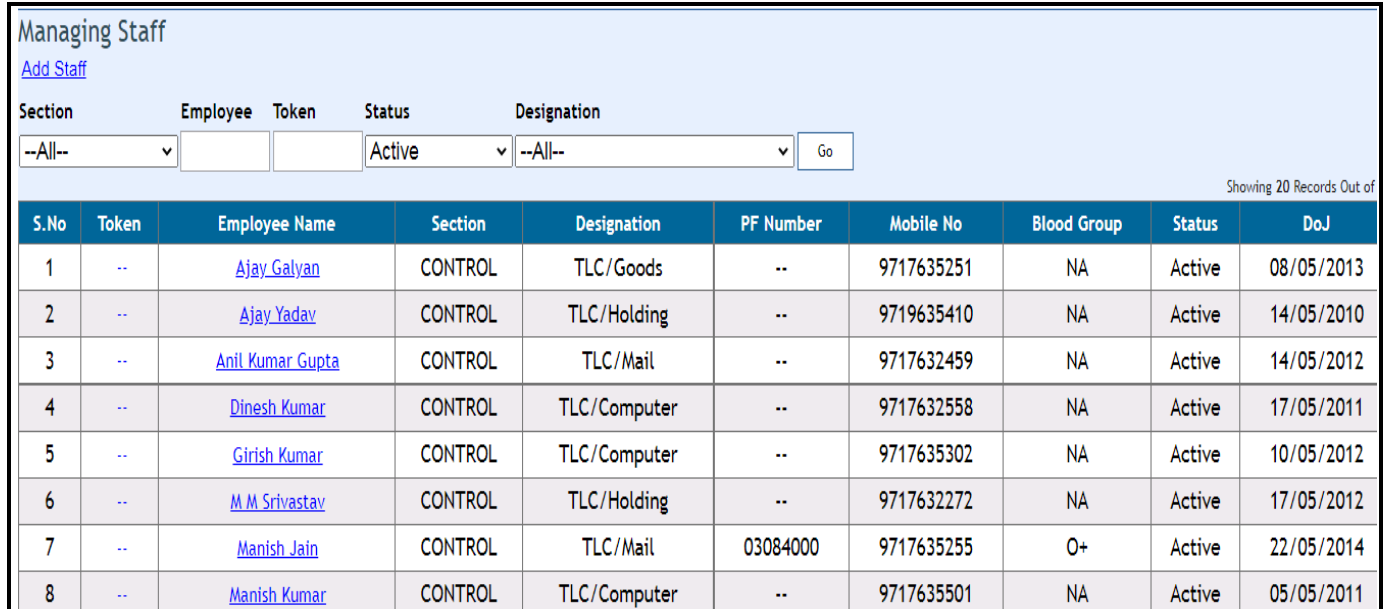 Managing Staff
Add Staff
Section Employee Token Status Designation
--All-- Active --All-- Go
Showing 20 Records Out of
S.No Token Employee Name Section Designation PF Number Mobile No Blood Group Status DoJ
1 -- Ajay Galyan CONTROL TLC/Goods -- 9717635251 NA Active 08/05/2013
2 -- Ajay Yadav CONTROL TLC/Holding -- 9719635410 NA Active 14/05/2010
3 -- Anil Kumar Gupta CONTROL TLC/Mail -- 9717632459 NA Active 14/05/2012
4 -- Dinesh Kumar CONTROL TLC/Computer -- 9717632558 NA Active 17/05/2011
5 -- Girish Kumar CONTROL TLC/Computer -- 9717635302 NA Active 10/05/2012
6 -- M M Srivastav CONTROL TLC/Holding -- 9717632272 NA Active 17/05/2012
7 -- Manish Jain CONTROL TLC/Mail 03084000 9717635255 O+ Active 22/05/2014
8 -- Manish Kumar CONTROL TLC/Computer -- 9717635501 NA Active 05/05/2011